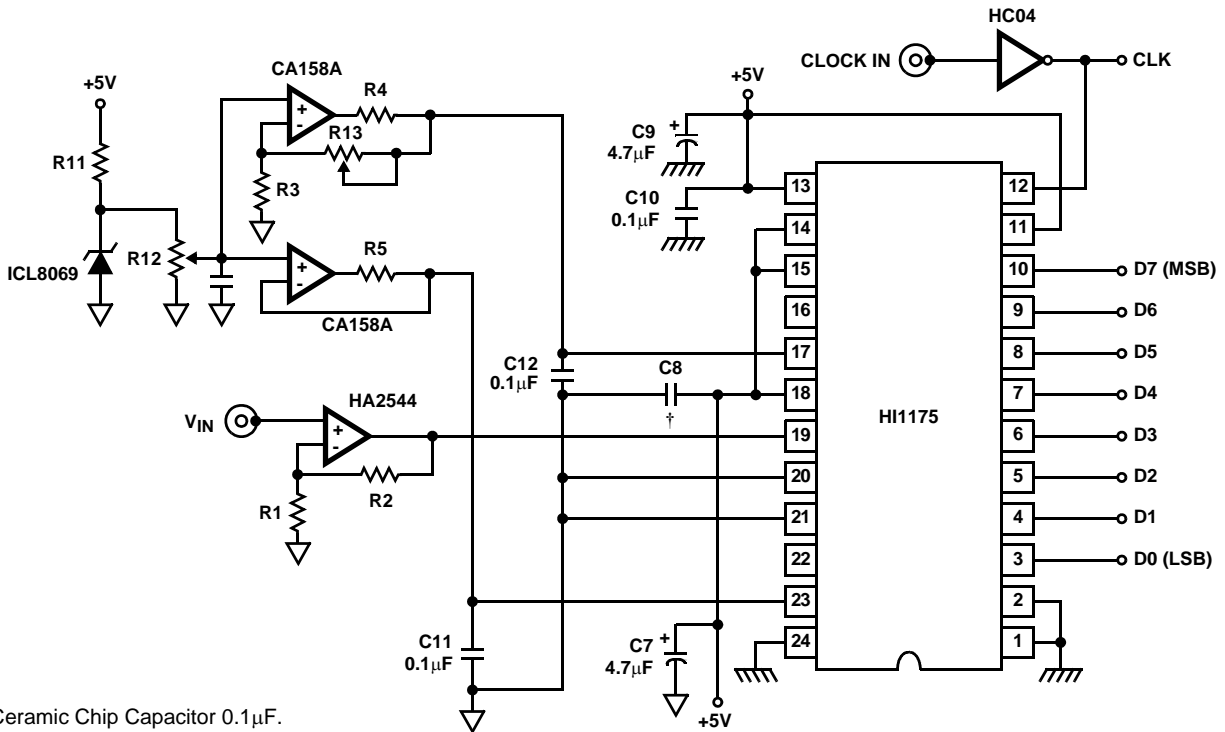 HC04
CLOCK IN
CLK
CA158A
+5V
R4
+5V
R13
C9
+
4.7μF
R11
R3
C10
0.1μF
13
12
14
11
ICL8069
R12
R5
15
10
D7 (MSB)
CA158A
16
9
D6
17
8
D5
C12
0.1μF
C8
†
18
7
D4
HI1175
HA2544
VIN
19
6
D3
R2
R1
20
5
D2
21
4
D1
22
3
D0 (LSB)
23
2
C11
0.1μF
C7
+
4.7μF
24
1
+5V
Ceramic Chip Capacitor 0.1μF.
+
-
+
-
+
-